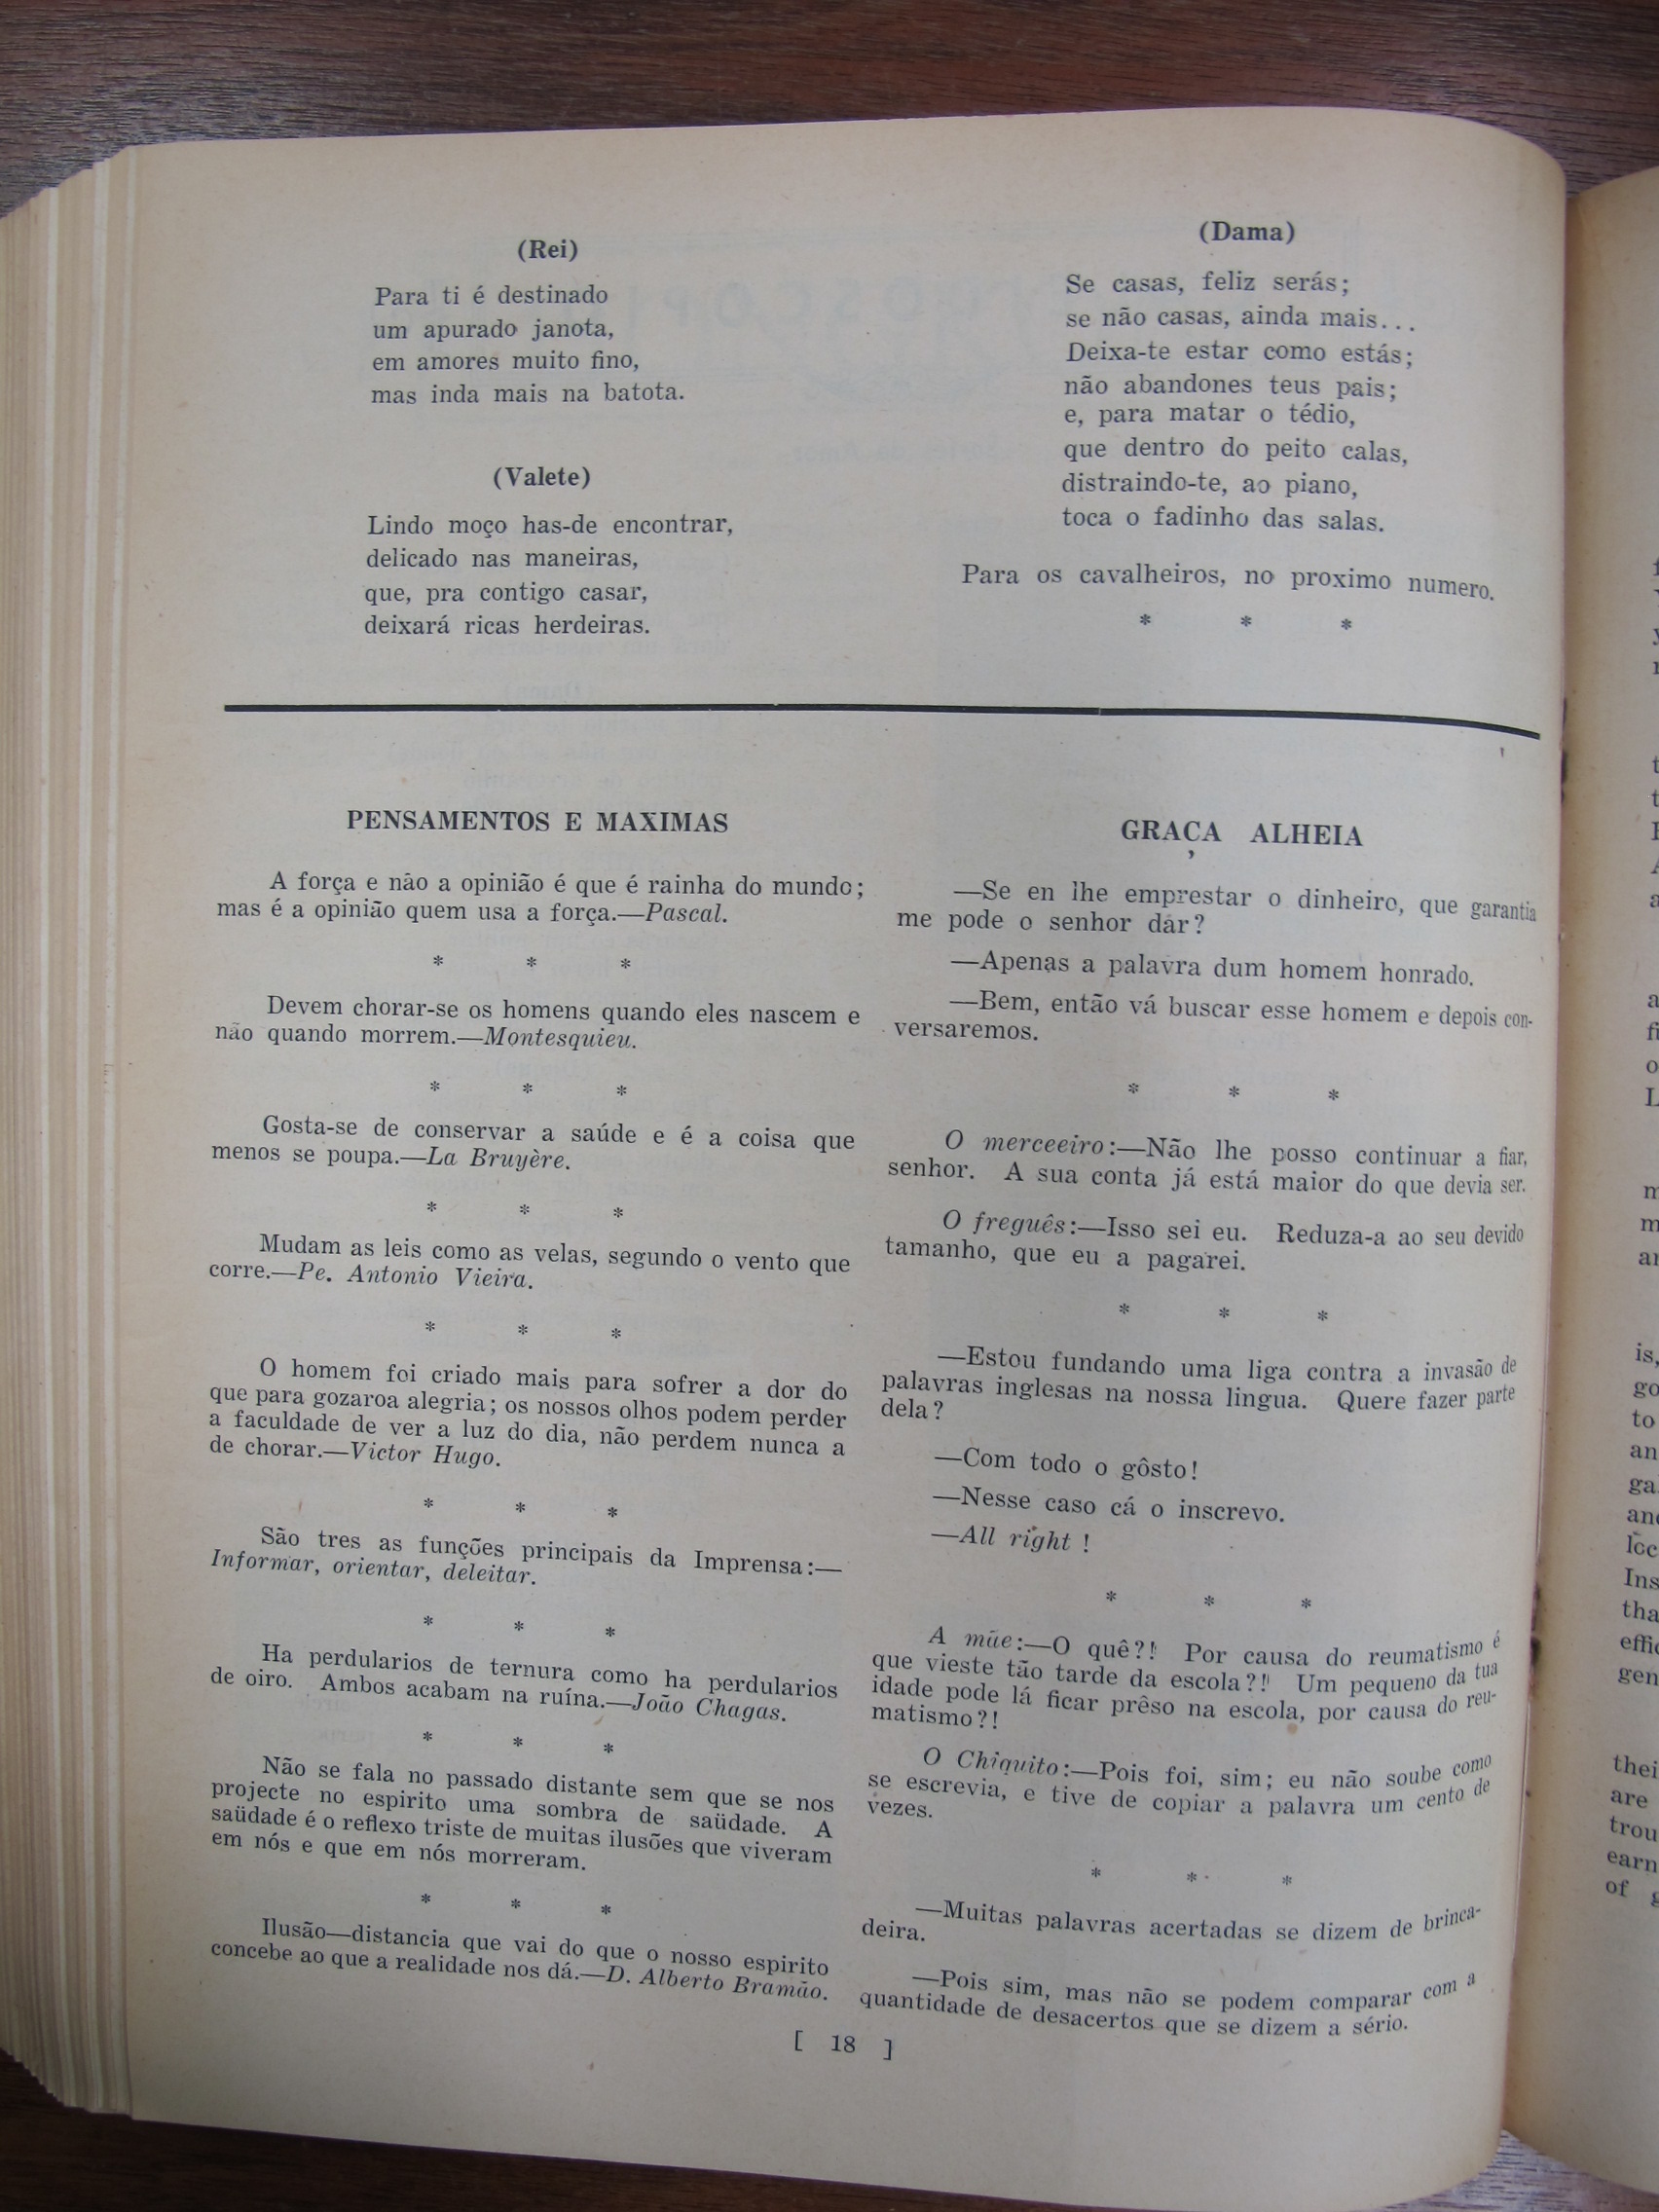 (Rei)
Para ti é destinado
um apurado janota,
em amores muito fino,
mas inda mais na batota.
(Valete)
Lindo moço has-de encontrar,
delicado nas maneiras,
que, pra contigo casar,
deixará ricas herdeiras.
(Dama)
Se casas, feliz serás;
se não casas, ainda mais...
Deixa-te estar como estás;
não abandones teus pais;
e, para matar o tédio,
que dentro do peito calas,
distraindo-te, ao piano,
toca o fadinho das salas.
Para os cavalheiros, no proximo numero.
* * *
PENSAMENTOS E MAXIMAS
A força e não a opinião é que é rainha do mundo;
mas é a opinião quem usa a força.—Pascal.
* * *
Devem chorar-se os homens quando eles nascem e
não quando morrem.—Montesquieu.
* * *
Gosta-se de conservar a saúde e é a coisa que
menos se poupa.—La Bruyère.
* * *
Mudam as leis como as velas, segundo o vento que
corre.—Pe. Antonio Vieira.
* * *
O homem foi criado mais para sofrer a dor do
que para gozaroa alegria; os nossos olhos podem perder
a faculdade de ver a luz do dia, não perdem nunca a
de chorar.—Victor Hugo.
* * *
São tres as funções principais da Imprensa:—
Informar, orientar, deleitar.
* * *
Ha perdularios de ternura como ha perdularios
de oiro. Ambos acabam na ruína.—João Chagas.
* * *
Não se fala no passado distante sem que se nos
projecte no espirito uma sombra de saüdade. A
saüdade é o reflexo triste de muitas ilusões que viveram
em nós e que em nós morreram.
* * *
Ilusão—distancia que vai do que o nosso espirito
concebe ao que a realidade nos dá.—D. Alberto Bramão.
GRAÇA ALHEIA
—Se en lhe emprestar o dinheiro, que garantia
me pode o senhor dar?
—Apenas a palavra dum homem honrado.
—Bem, então vá buscar esse homem e depois con-
versaremos.
* * *
O merceeiro:—Não lhe posso continuar a fiar,
senhor. A sua conta já está maior do que devia ser.
O freguês:—Isso sei eu. Reduza-a ao seu devido
tamanho, que eu a pagarei.
* * *
—Estou fundando uma liga contra a invasão de
palavras inglesas na nossa lingua. Quere fazer parte
dela?
—Com todo o gôsto!
—Nesse caso cá o inscrevo.
—All right !
* * *
A mãe:—O quê?! Por causa do reumatismo é
que vieste tão tarde da escola?! Um pequeno da tua
idade pode lá ficar prêso na escola, por causa do reu-
matismo?!
O Chiquito:—Pois foi, sim; eu não soube como
se escrevia, e tive de copiar a palavra um cento de
vezes.
* * *
—Muitas palavras acertadas se dizem de brinca-
deira.
—Pois sim, mas não se podem comparar com a
quantidade de desacertos que se dizem a sério.
[ 18 ]